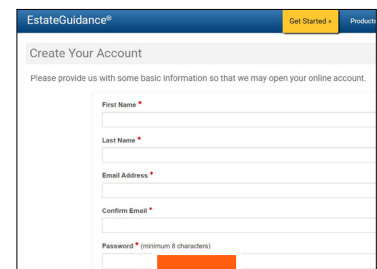 EstateGuidance®
Get Started »
Products
Create Your Account
Please provide us with some basic information so that we may open your online account.
First Name *
Last Name *
Email Address *
Confirm Email *
Password * (minimum 8 characters)